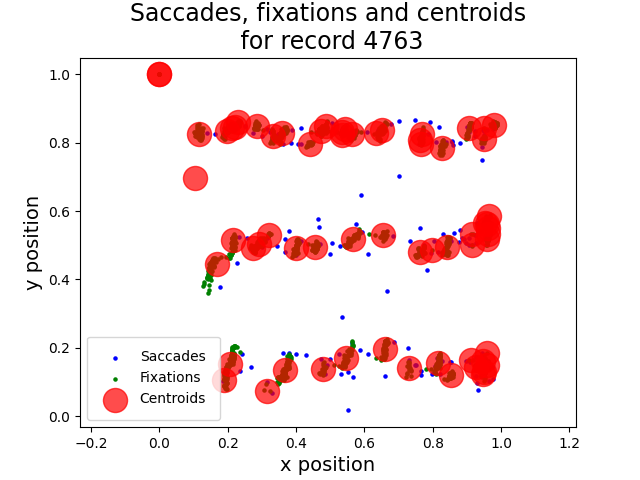 Saccades, fixations and centroids
for record 4763
y position
1.0
0.8
0.6
0.4
0.2
0.0
Saccades
Fixations
Centroids
−0.2
0.0
0.2
0.4
0.6
0.8
1.0
1.2
x position